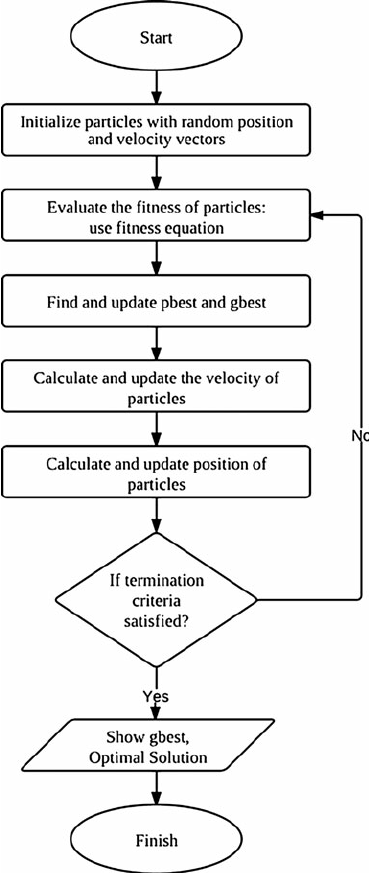 Start
Initialize particles with random position
and velocity vectors
Evaluate the fitness of particles:
use fitness equation
Find and update pbest and gbest
Calculate and update the velocity of
particles
Calculate and update position of
particles
No
If termination
criteria
satisfied?
Yes
Show gbest,
Optimal Solution
Finish